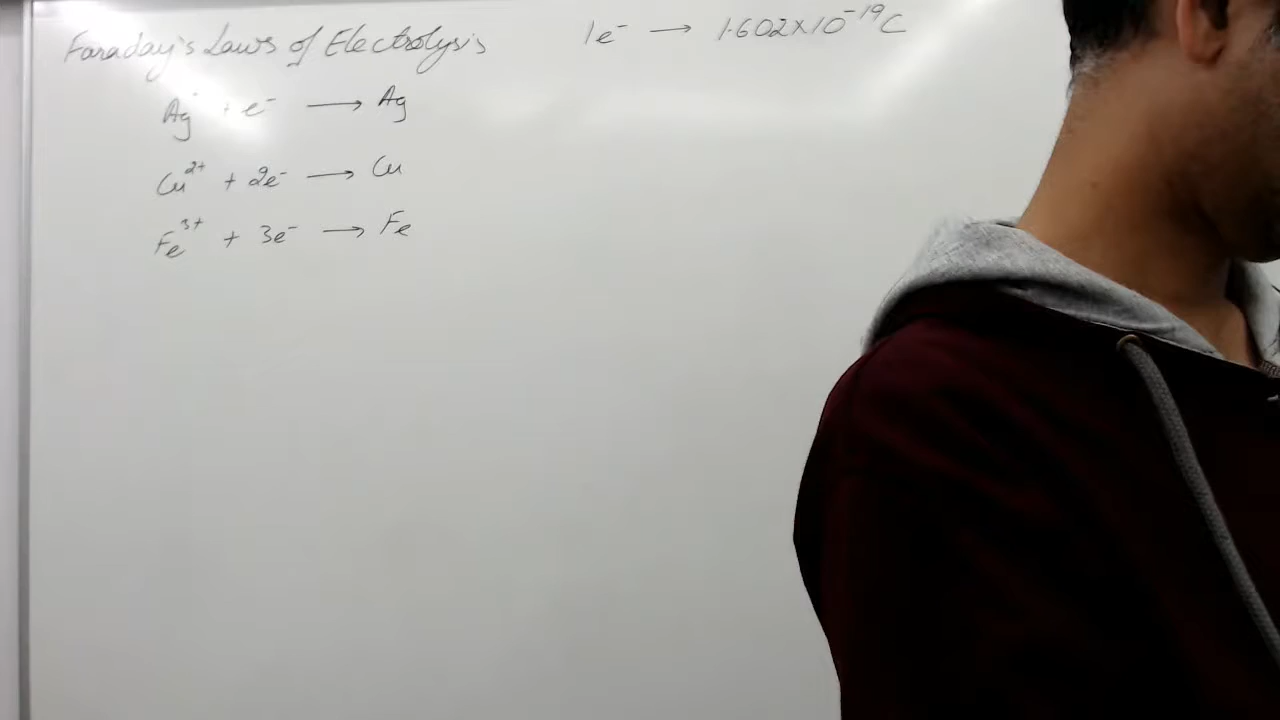 Faraday's Laws of Electrolysis
1e⁻ → 1.602×10⁻¹⁹C
Ag + e⁻ → Ag
Cu²⁺ + 2e⁻ → Cu
Fe³⁺ + 3e⁻ → Fe